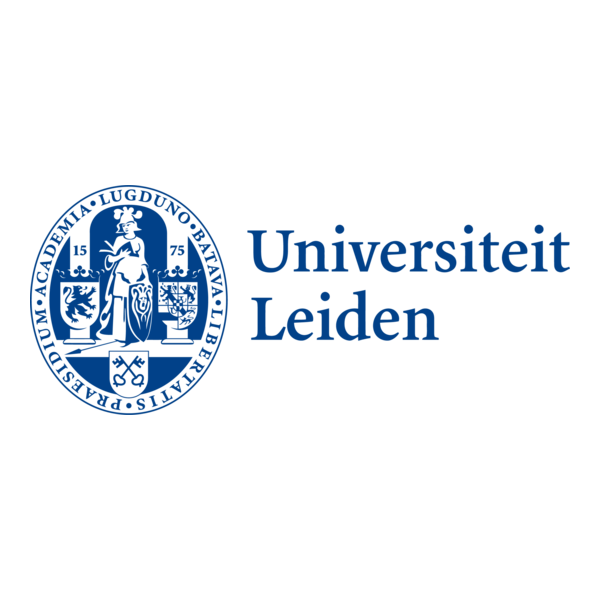 ACADEMIA·LUGDUNO·BATAVA·LIBERTATIS·PRAESIDIUM·
15 75
Universiteit
Leiden